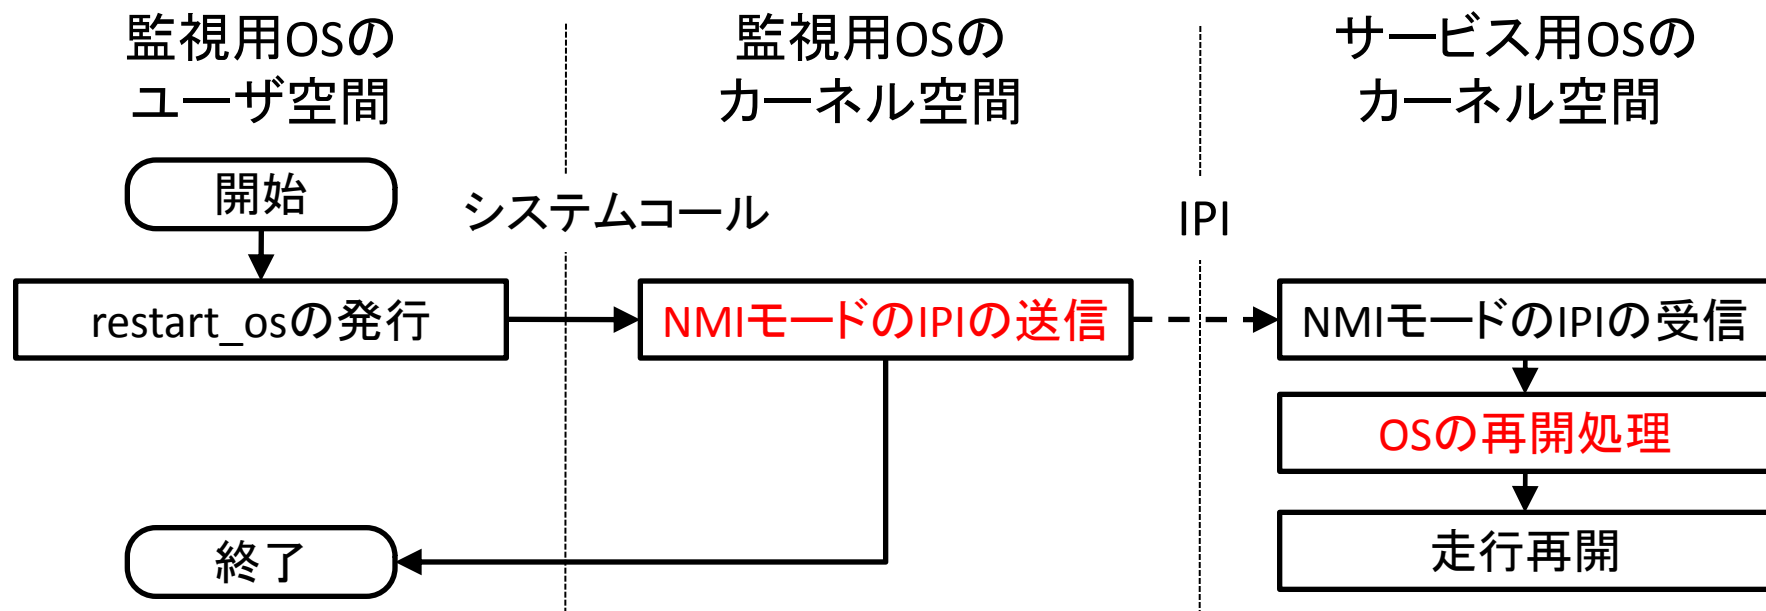 監視用OSの
ユーザ空間
監視用OSの
カーネル空間
サービス用OSの
カーネル空間
開始
システムコール
IPI
restart_osの発行
NMIモードのIPIの送信
NMIモードのIPIの受信
OSの再開処理
終了
走行再開